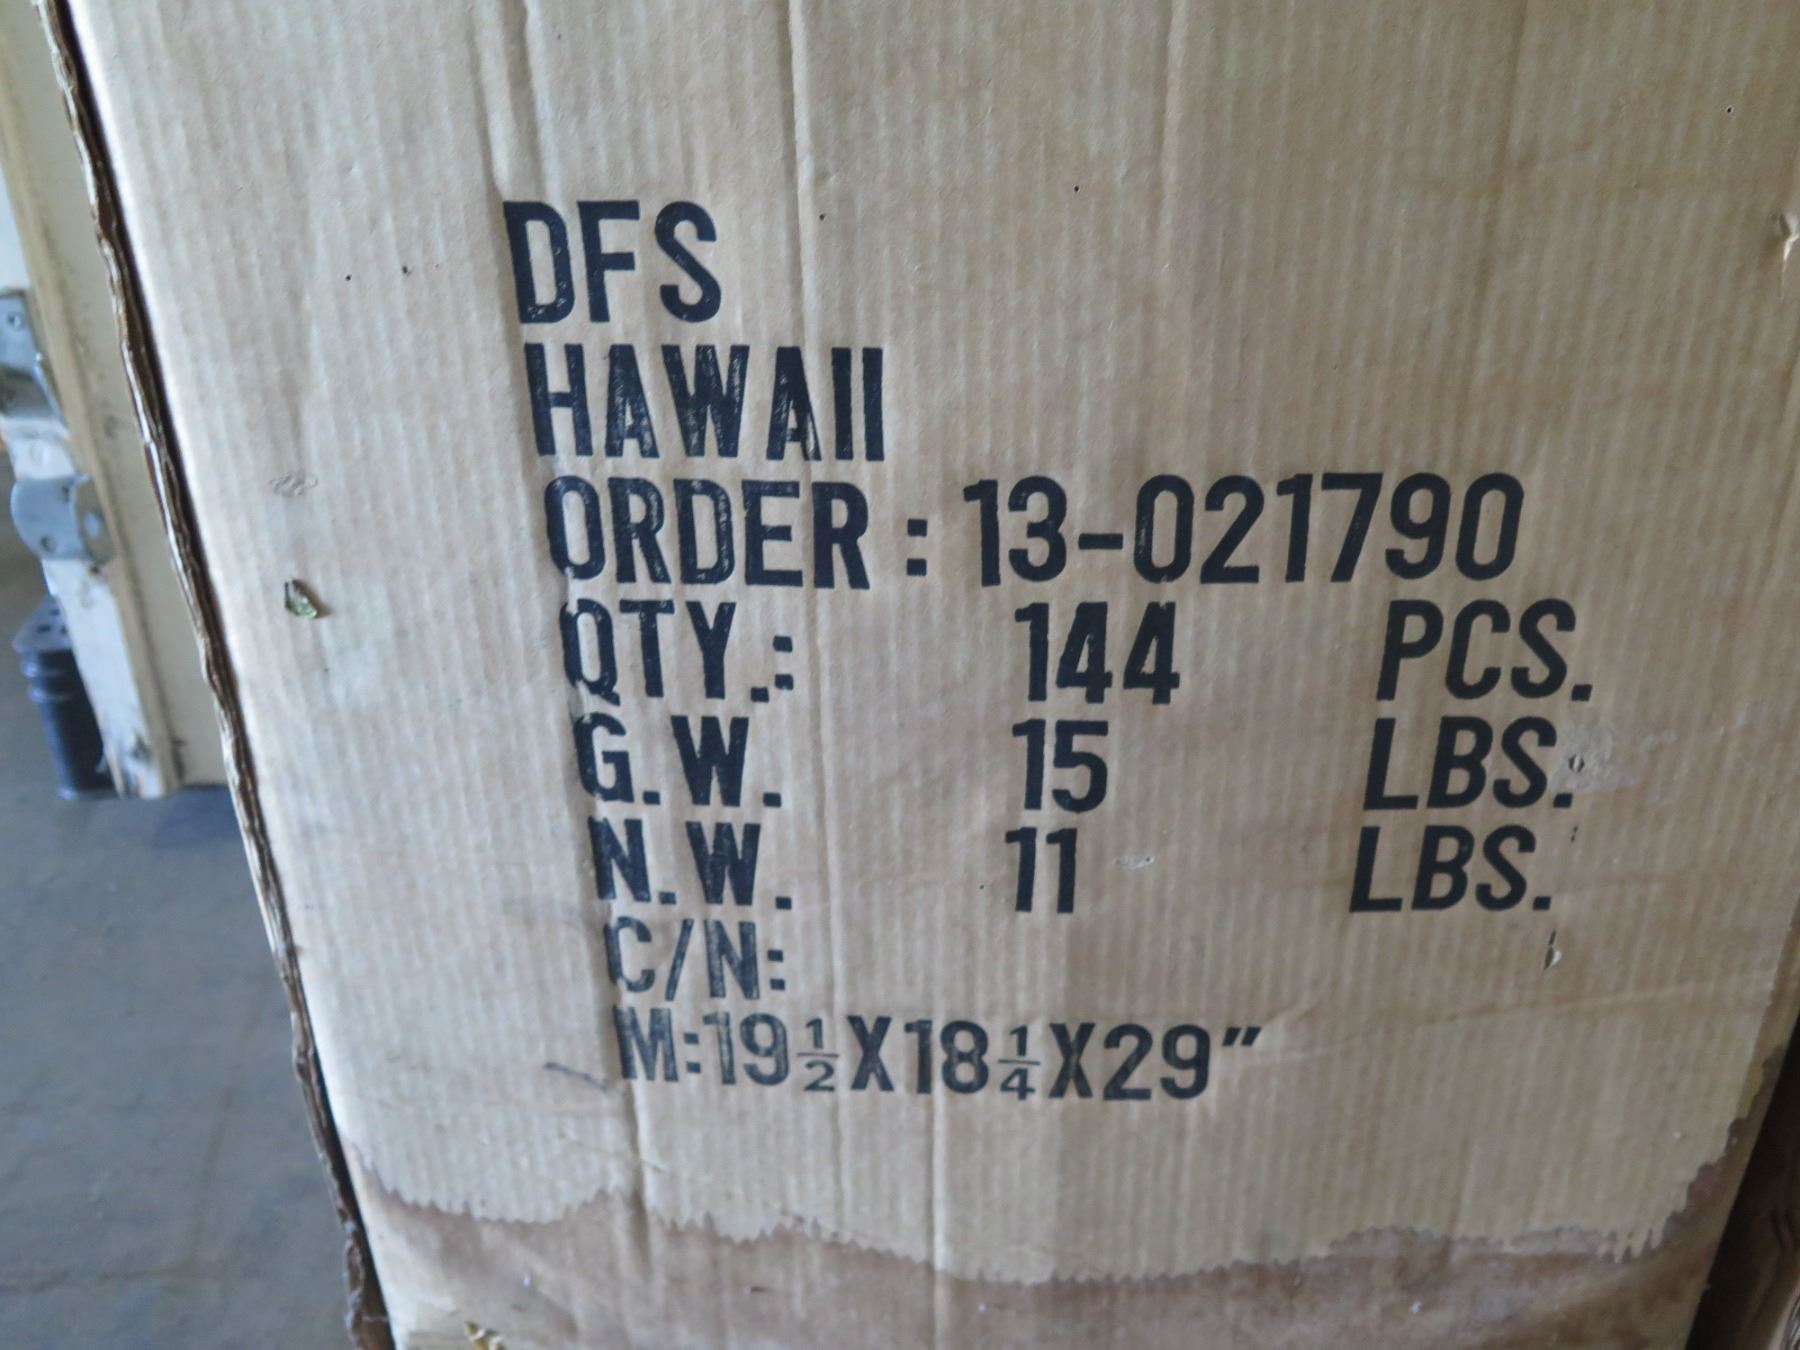 DFS
HAWAII
ORDER : 13-021790
QTY.: 144 PCS.
G.W. 15 LBS.
N.W. 11 LBS.
C/N:
M:19½X18¼X29”